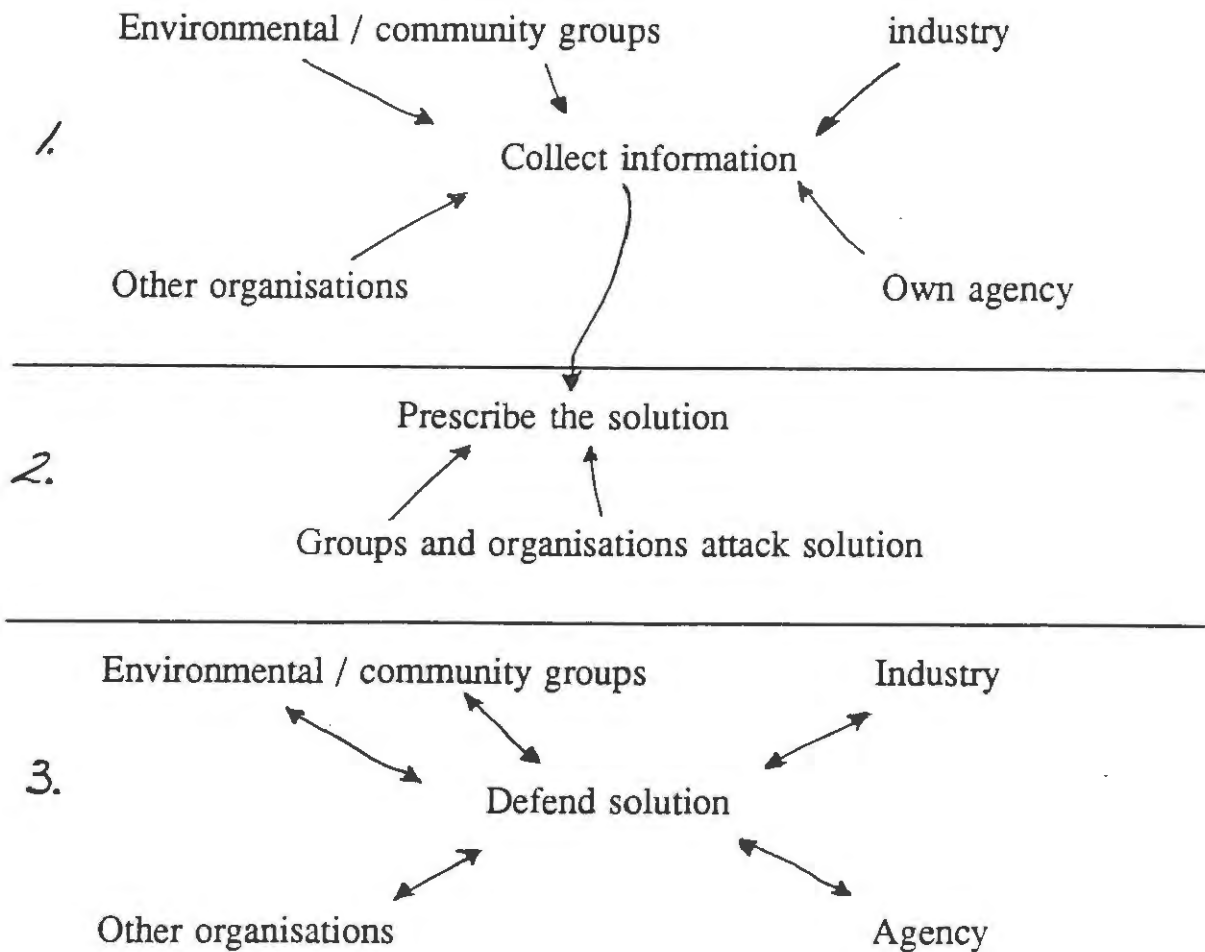 Environmental / community groups industry
1.
Collect information
Other organisations Own agency
Prescribe the solution
2.
Groups and organisations attack solution
Environmental / community groups Industry
3.
Defend solution
Other organisations Agency